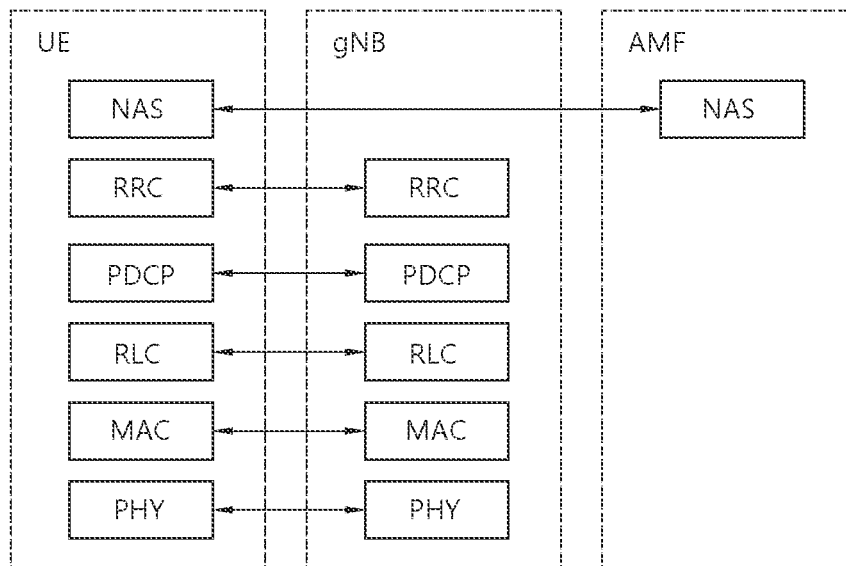 UE gNB AMF
NAS NAS
RRC RRC
PDCP PDCP
RLC RLC
MAC MAC
PHY PHY